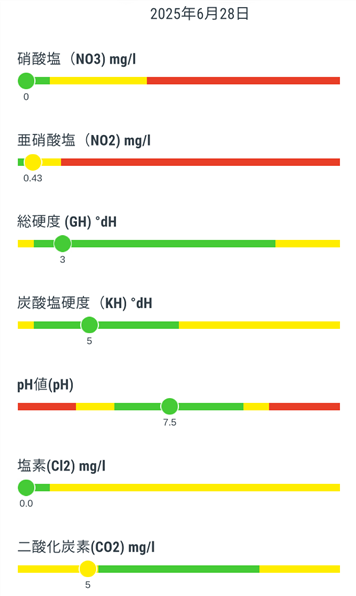 2025年6月28日
硝酸塩（NO3) mg/l
0
亜硝酸塩（NO2) mg/l
0.43
総硬度 (GH) °dH
3
炭酸塩硬度（KH) °dH
5
pH値(pH)
7.5
塩素(Cl2) mg/l
0.0
二酸化炭素(CO2) mg/l
5